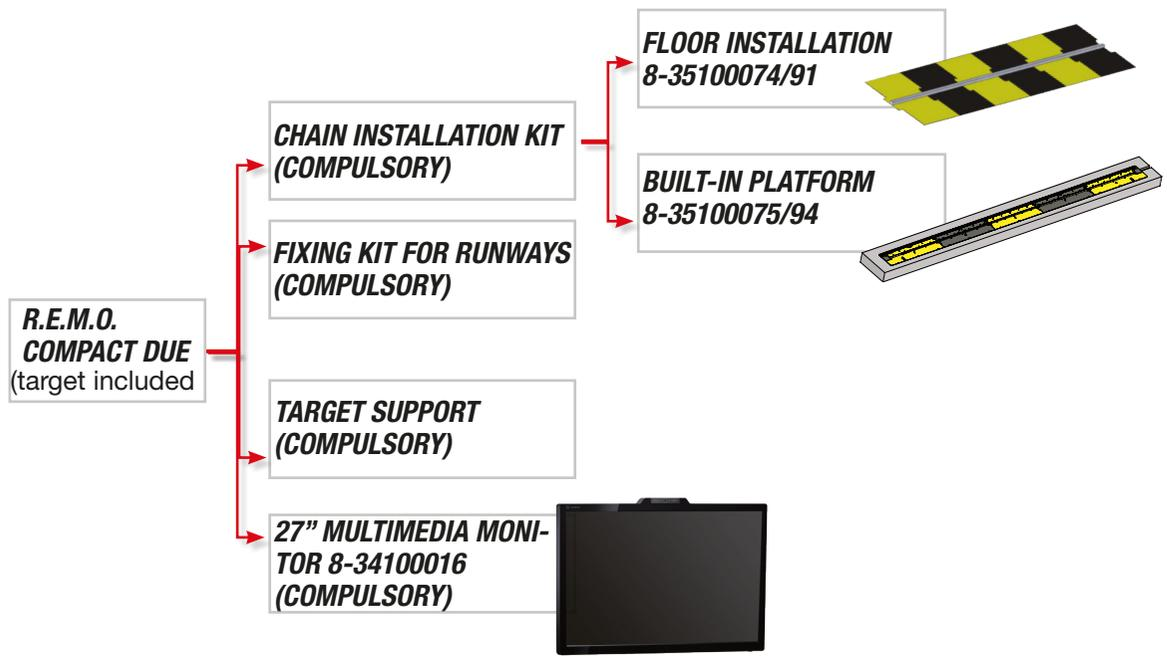 R.E.M.O.
COMPACT DUE
(target included
CHAIN INSTALLATION KIT
(COMPULSORY)
FLOOR INSTALLATION
8-35100074/91
BUILT-IN PLATFORM
8-35100075/94
FIXING KIT FOR RUNWAYS
(COMPULSORY)
TARGET SUPPORT
(COMPULSORY)
27” MULTIMEDIA MONI-
TOR 8-34100016
(COMPULSORY)